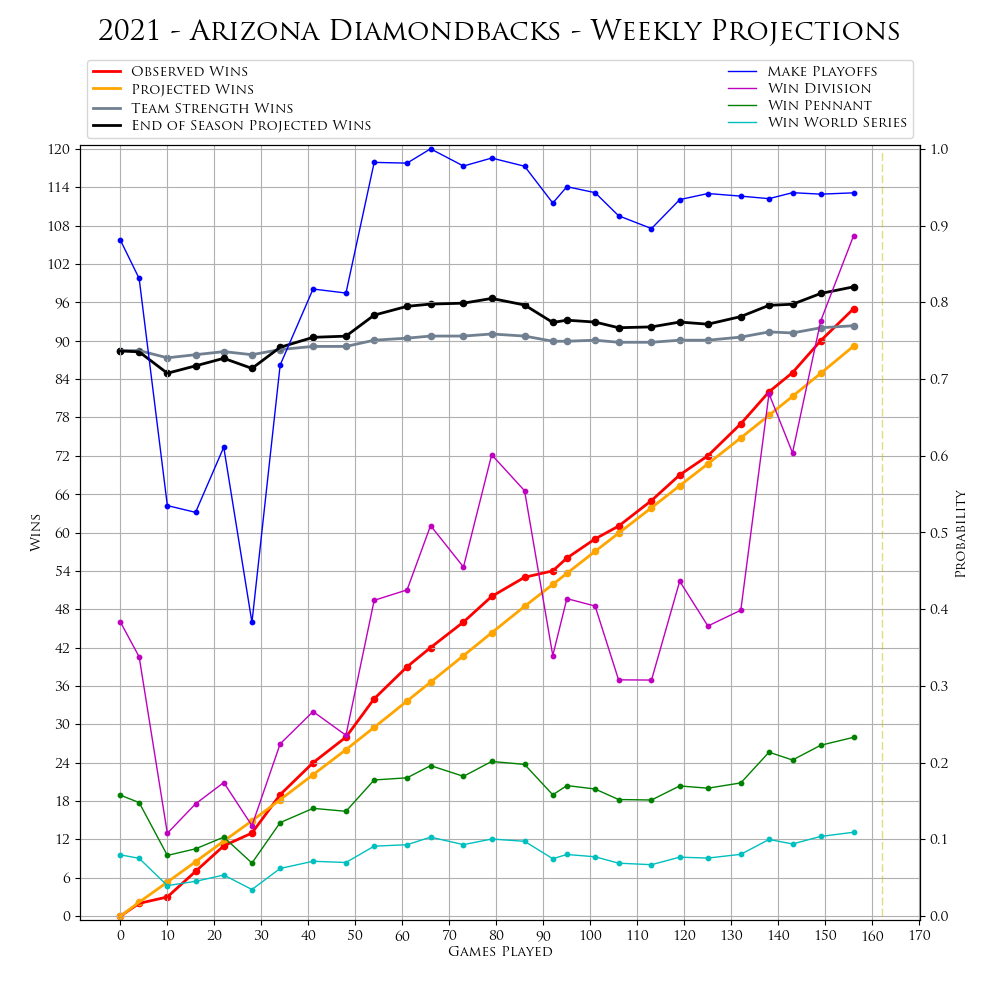 2021 - Arizona Diamondbacks - Weekly Projections
Observed Wins
Projected Wins
Team Strength Wins
End of Season Projected Wins
Make Playoffs
Win Division
Win Pennant
Win World Series
120
114
108
102
96
90
84
78
72
66
60
54
48
42
36
30
24
18
12
6
0
Wins
1.0
0.9
0.8
0.7
0.6
0.5
0.4
0.3
0.2
0.1
0.0
Probability
0 10 20 30 40 50 60 70 80 90 100 110 120 130 140 150 160 170
Games Played